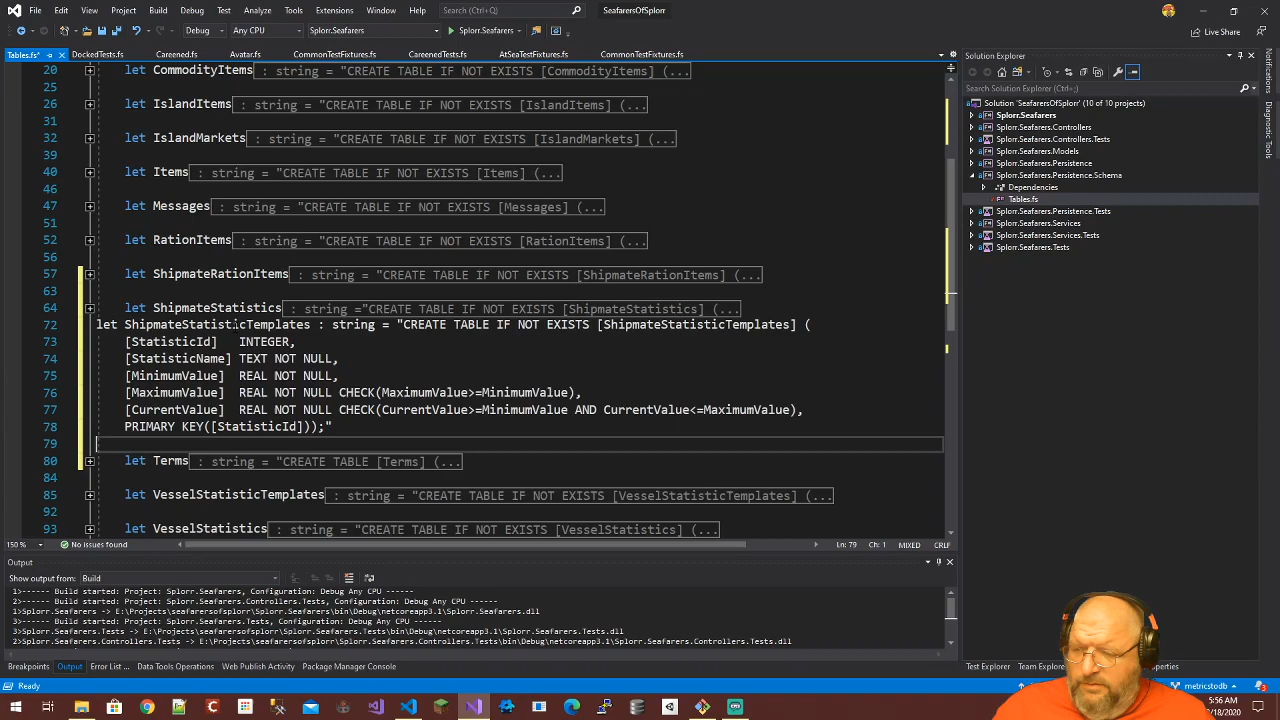 File Edit View Project Build Debug Test Analyze Tools Extensions Window Help Search (Ctrl+Q) SeafarersOfSplorr
Debug Any CPU Splorr.Seafarers Splorr.Seafarers Live Share
Tables.fs* DockedTests.fs Careened.fs Avatar.fs CommonTestFixtures.fs CareenedTests.fs AtSeaTestFixtures.fs CommonTestFixtures.fs
20 let CommodityItems : string = "CREATE TABLE IF NOT EXISTS [CommodityItems] (...
25
26 let IslandItems : string = "CREATE TABLE IF NOT EXISTS [IslandItems] (...
31
32 let IslandMarkets : string = "CREATE TABLE IF NOT EXISTS [IslandMarkets] (...
39
40 let Items : string = "CREATE TABLE IF NOT EXISTS [Items] (...
46
47 let Messages : string = "CREATE TABLE IF NOT EXISTS [Messages] (...
51
52 let RationItems : string = "CREATE TABLE IF NOT EXISTS [RationItems] (...
56
57 let ShipmateRationItems : string = "CREATE TABLE IF NOT EXISTS [ShipmateRationItems] (...
63
64 let ShipmateStatistics : string ="CREATE TABLE IF NOT EXISTS [ShipmateStatistics] (...
72 let ShipmateStatisticTemplates : string = "CREATE TABLE IF NOT EXISTS [ShipmateStatisticTemplates] (
73 [StatisticId] INTEGER,
74 [StatisticName] TEXT NOT NULL,
75 [MinimumValue] REAL NOT NULL,
76 [MaximumValue] REAL NOT NULL CHECK(MaximumValue>=MinimumValue),
77 [CurrentValue] REAL NOT NULL CHECK(CurrentValue>=MinimumValue AND CurrentValue<=MaximumValue),
78 PRIMARY KEY([StatisticId]));"
79
80 let Terms : string = "CREATE TABLE [Terms] (...
84
85 let VesselStatisticTemplates : string = "CREATE TABLE IF NOT EXISTS [VesselStatisticTemplates] (...
92
93 let VesselStatistics : string = "CREATE TABLE IF NOT EXISTS [VesselStatistics] (...
150 % No issues found Ln: 79 Ch: 1 MIXED CRLF
Output
Show output from: Build
1>------ Build started: Project: Splorr.Seafarers, Configuration: Debug Any CPU ------
2>------ Build started: Project: Splorr.Seafarers.Controllers.Tests, Configuration: Debug Any CPU ------
1>Splorr.Seafarers -> E:\Projects\seafarersofsplorr\Splorr.Seafarers\bin\Debug\netcoreapp3.1\Splorr.Seafarers.dll
3>------ Build started: Project: Splorr.Seafarers.Tests, Configuration: Debug Any CPU ------
3>Splorr.Seafarers.Tests -> E:\Projects\seafarersofsplorr\Splorr.Seafarers.Tests\bin\Debug\netcoreapp3.1\Splorr.Seafarers.Tests.dll
2>Splorr.Seafarers.Controllers.Tests -> E:\Projects\seafarersofsplorr\Splorr.Seafarers.Controllers.Tests\bin\Debug\netcoreapp3.1\Splorr.Seafarers.Controllers.Tests.dll
Breakpoints Output Error List ... Data Tools Operations Web Publish Activity Package Manager Console
Ready
Solution Explorer
Search Solution Explorer (Ctrl+;)
Solution 'SeafarersOfSplorr' (10 of 10 projects)
Splorr.Seafarers
Splorr.Seafarers.Controllers
Splorr.Seafarers.Controllers.Tests
Splorr.Seafarers.Models
Splorr.Seafarers.Persistence
Splorr.Seafarers.Persistence.Schema
Dependencies
Tables.fs
Splorr.Seafarers.Persistence.Tests
Splorr.Seafarers.Services
Splorr.Seafarers.Services.Tests
Splorr.Seafarers.Tests
Notifications
Diagnostic Tools
Test Explorer Team Explor
metricstodb
5:56 AM
/18/2020